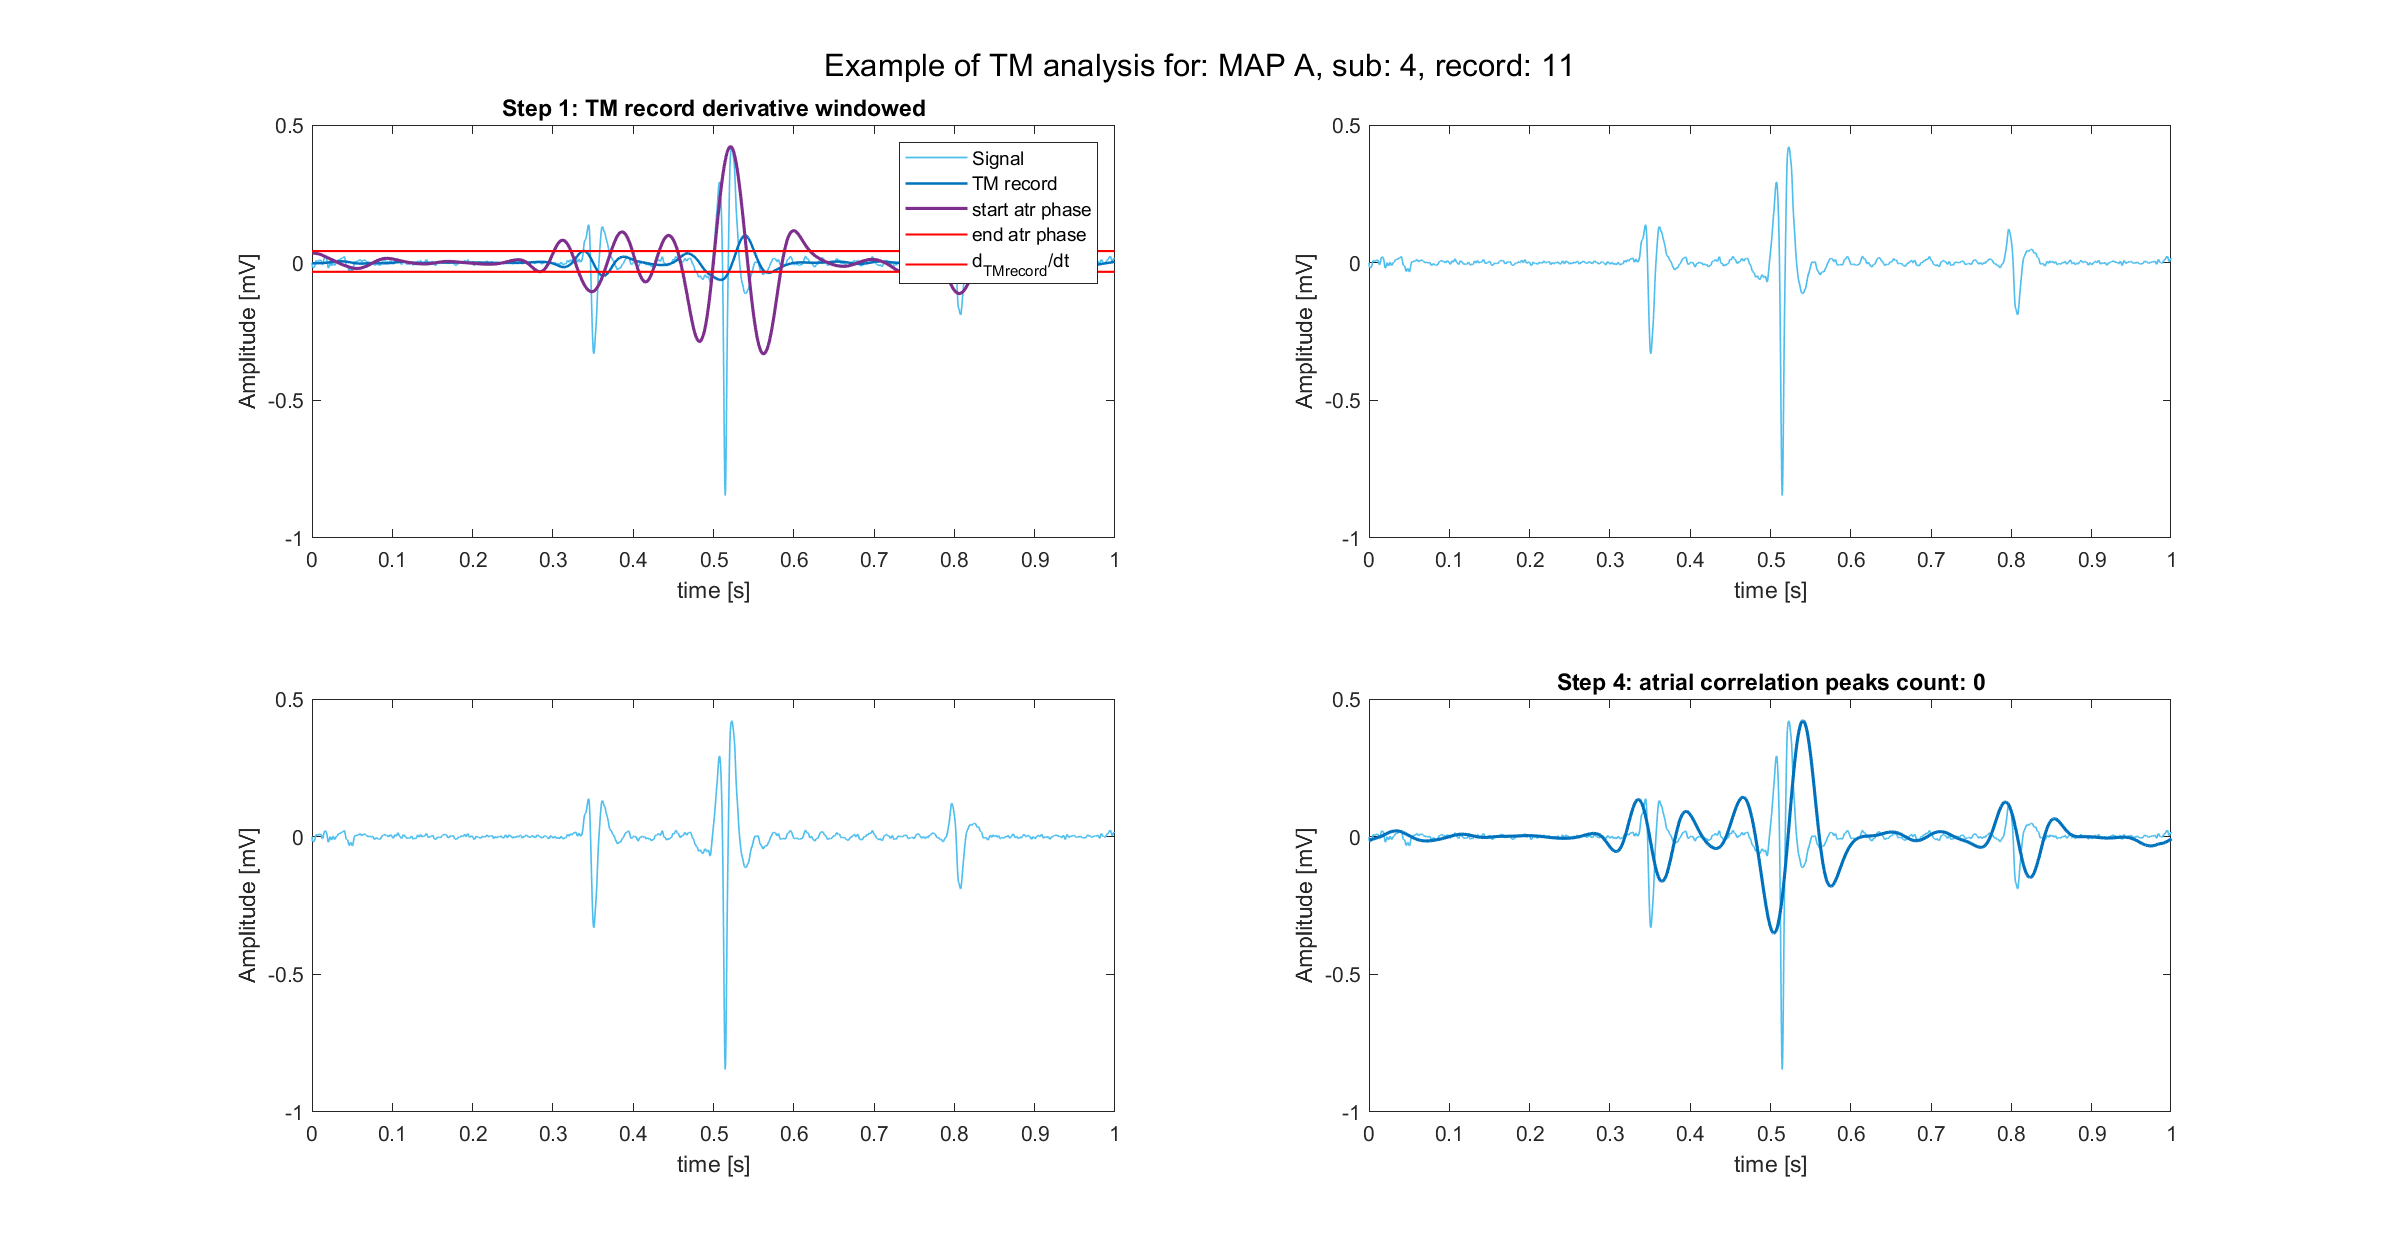 Example of TM analysis for: MAP A, sub: 4, record: 11
Step 1: TM record derivative windowed
Signal
TM record
start atr phase
end atr phase
d_TMrecord/dt
Amplitude [mV]
0.5
0
-0.5
-1
0 0.1 0.2 0.3 0.4 0.5 0.6 0.7 0.8 0.9 1
time [s]
Amplitude [mV]
0.5
0
-0.5
-1
0 0.1 0.2 0.3 0.4 0.5 0.6 0.7 0.8 0.9 1
time [s]
Amplitude [mV]
0.5
0
-0.5
-1
0 0.1 0.2 0.3 0.4 0.5 0.6 0.7 0.8 0.9 1
time [s]
Step 4: atrial correlation peaks count: 0
Amplitude [mV]
0.5
0
-0.5
-1
0 0.1 0.2 0.3 0.4 0.5 0.6 0.7 0.8 0.9 1
time [s]